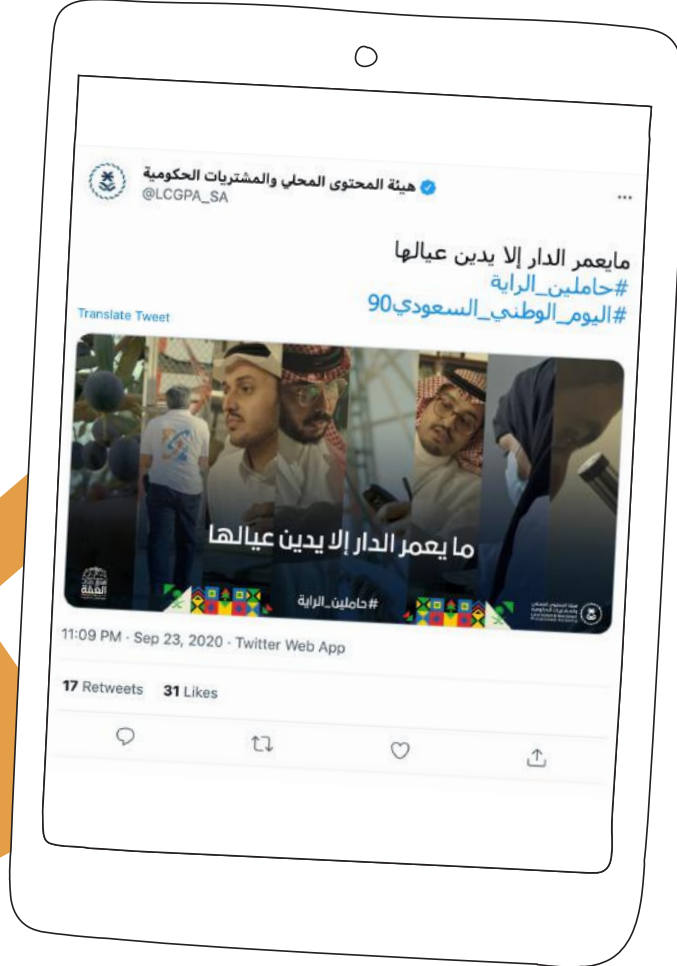 هيئة المحتوى المحلي والمشتريات الحكومية
@LCGPA_SA
مايعمر الدار إلا يدين عيالها
#حاملين_الراية
#اليوم_الوطني_السعودي90
Translate Tweet
ما يعمر الدار إلا يدين عيالها
#حاملين_الراية
11:09 PM · Sep 23, 2020 · Twitter Web App
17 Retweets 31 Likes